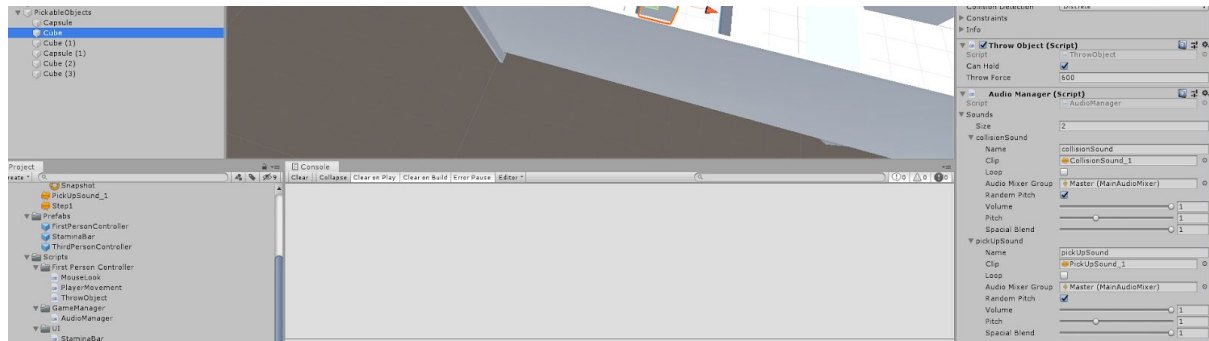 PickableObjects
Capsule
Cube
Cube (1)
Capsule (1)
Cube (2)
Cube (3)
Project
reate
9
Snapshot
PickUpSound_1
Step1
Prefabs
FirstPersonController
StaminaBar
ThirdPersonController
Scripts
First Person Controller
MouseLook
PlayerMovement
ThrowObject
GameManager
AudioManager
UI
StaminaBar
Console
Clear Collapse Clear on Play Clear on Build Error Pause Editor
0 0 0
Collision Detection Discrete
Constraints
Info
Throw Object (Script)
Script ThrowObject
Can Hold
Throw Force 600
Audio Manager (Script)
Script AudioManager
Sounds
Size 2
collisionSound
Name collisionSound
Clip CollisionSound_1
Loop
Audio Mixer Group Master (MainAudioMixer)
Random Pitch
Volume 1
Pitch 1
Spacial Blend 1
pickUpSound
Name pickUpSound
Clip PickUpSound_1
Loop
Audio Mixer Group Master (MainAudioMixer)
Random Pitch
Volume 1
Pitch 1
Spacial Blend 1